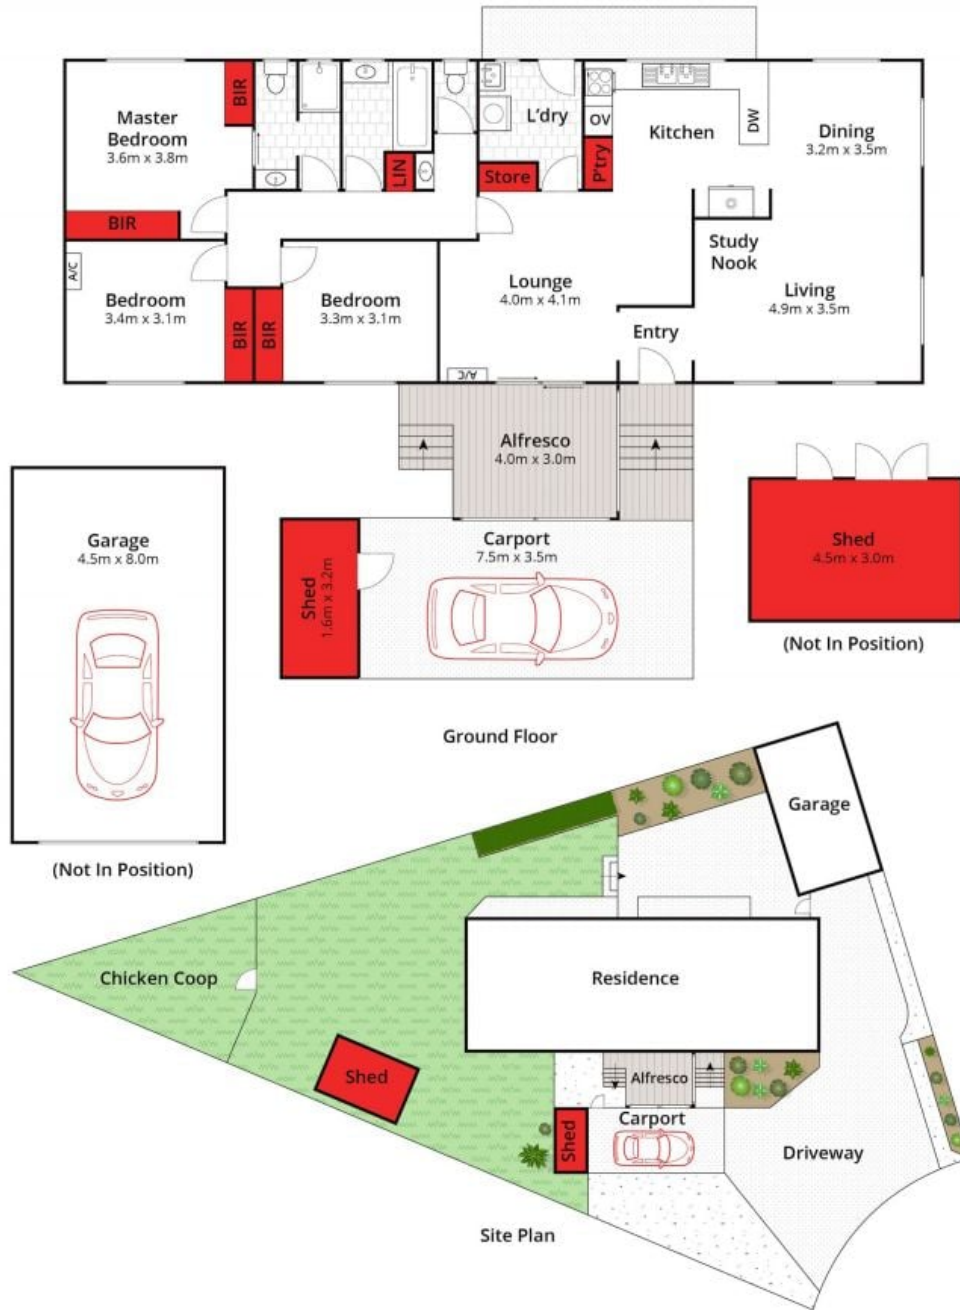 Master
Bedroom
3.6m x 3.8m
BIR
BIR
LIN
L'dry
Store
OV
P'try
Kitchen
DW
Dining
3.2m x 3.5m
A/C
Bedroom
3.4m x 3.1m
BIR
BIR
Bedroom
3.3m x 3.1m
Lounge
4.0m x 4.1m
A/C
Study
Nook
Living
4.9m x 3.5m
Entry
Alfresco
4.0m x 3.0m
Garage
4.5m x 8.0m
(Not In Position)
Shed
1.6m x 3.2m
Carport
7.5m x 3.5m
Shed
4.5m x 3.0m
(Not In Position)
Ground Floor
Garage
Chicken Coop
Residence
Shed
Alfresco
Shed
Carport
Driveway
Site Plan